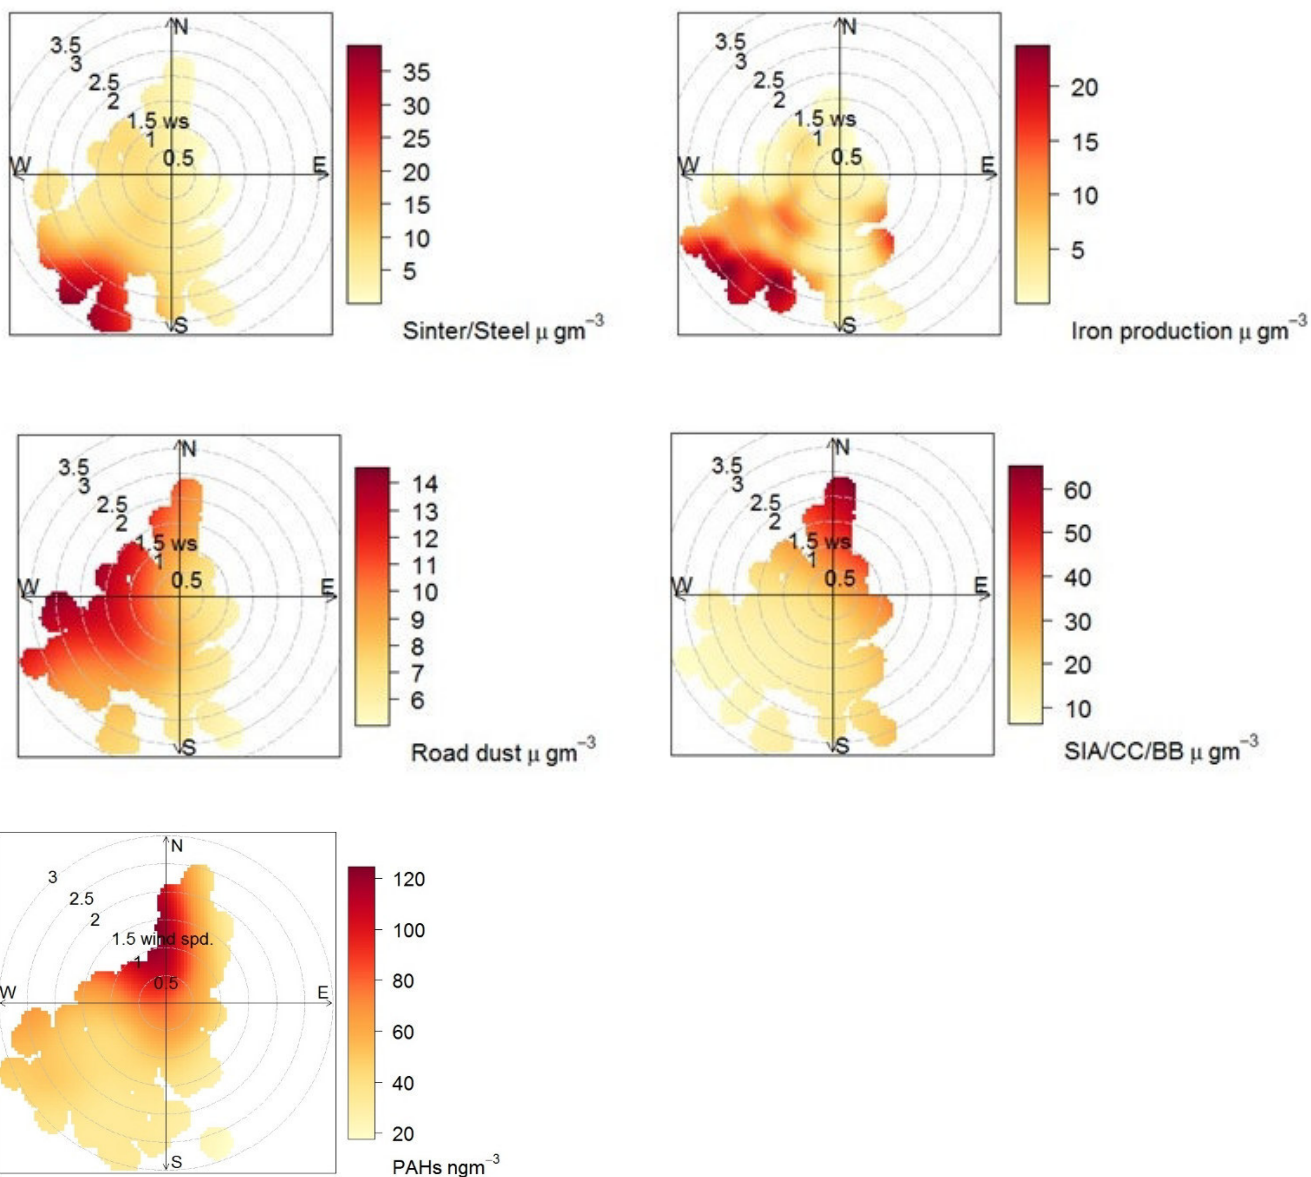 N
3.5
3
2.5
2
1.5 ws
1
0.5
W
E
S
35
30
25
20
15
10
5
Sinter/Steel μ gm⁻³
N
3.5
3
2.5
2
1.5 ws
1
0.5
W
E
S
20
15
10
5
Iron production μ gm⁻³
N
3.5
3
2.5
2
1.5 ws
1
0.5
W
E
S
14
13
12
11
10
9
8
7
6
Road dust μ gm⁻³
N
3.5
3
2.5
2
1.5 ws
1
0.5
W
E
S
60
50
40
30
20
10
SIA/CC/BB μ gm⁻³
N
3
2.5
2
1.5 wind spd.
1
0.5
W
E
S
120
100
80
60
40
20
PAHs ngm⁻³